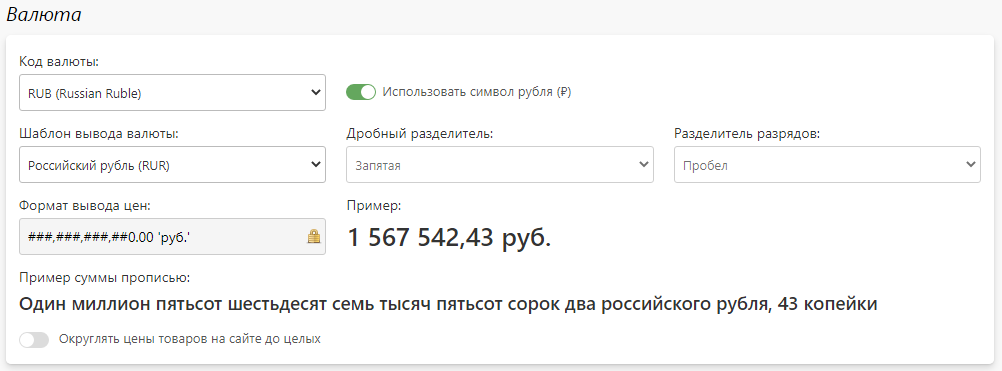 Валюта
Код валюты:
RUB (Russian Ruble)
Использовать символ рубля (₽)
Шаблон вывода валюты:
Дробный разделитель:
Разделитель разрядов:
Российский рубль (RUR)
Запятая
Пробел
Формат вывода цен:
Пример:
###,###,###,##0.00 'руб.'
1 567 542,43 руб.
Пример суммы прописью:
Один миллион пятьсот шестьдесят семь тысяч пятьсот сорок два российского рубля, 43 копейки
Округлять цены товаров на сайте до целых